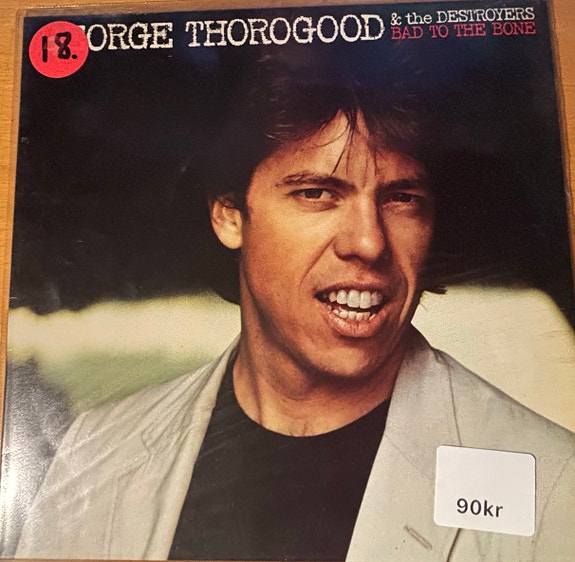 18.
ORGE THOROGOOD & the DESTROYERS
BAD TO THE BONE
90kr